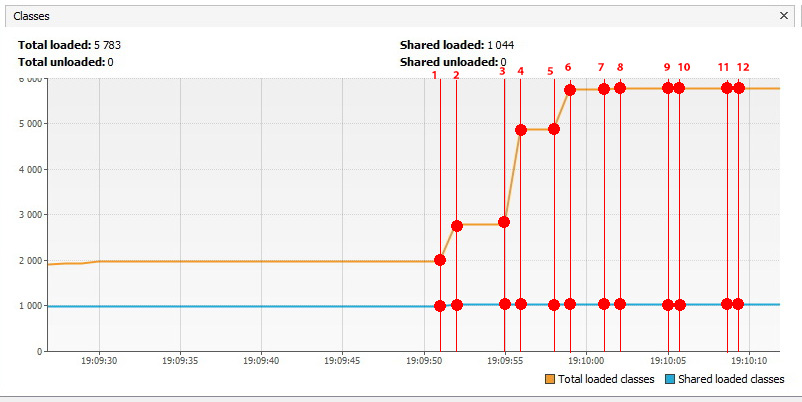 Classes ×
Total loaded: 5 783 Shared loaded: 1 044
Total unloaded: 0 Shared unloaded: 0
1 2 3 4 5 6 7 8 9 10 11 12
6 000
5 000
4 000
3 000
2 000
1 000
0
19:09:30 19:09:35 19:09:40 19:09:45 19:09:50 19:09:55 19:10:00 19:10:05 19:10:10
Total loaded classes Shared loaded classes